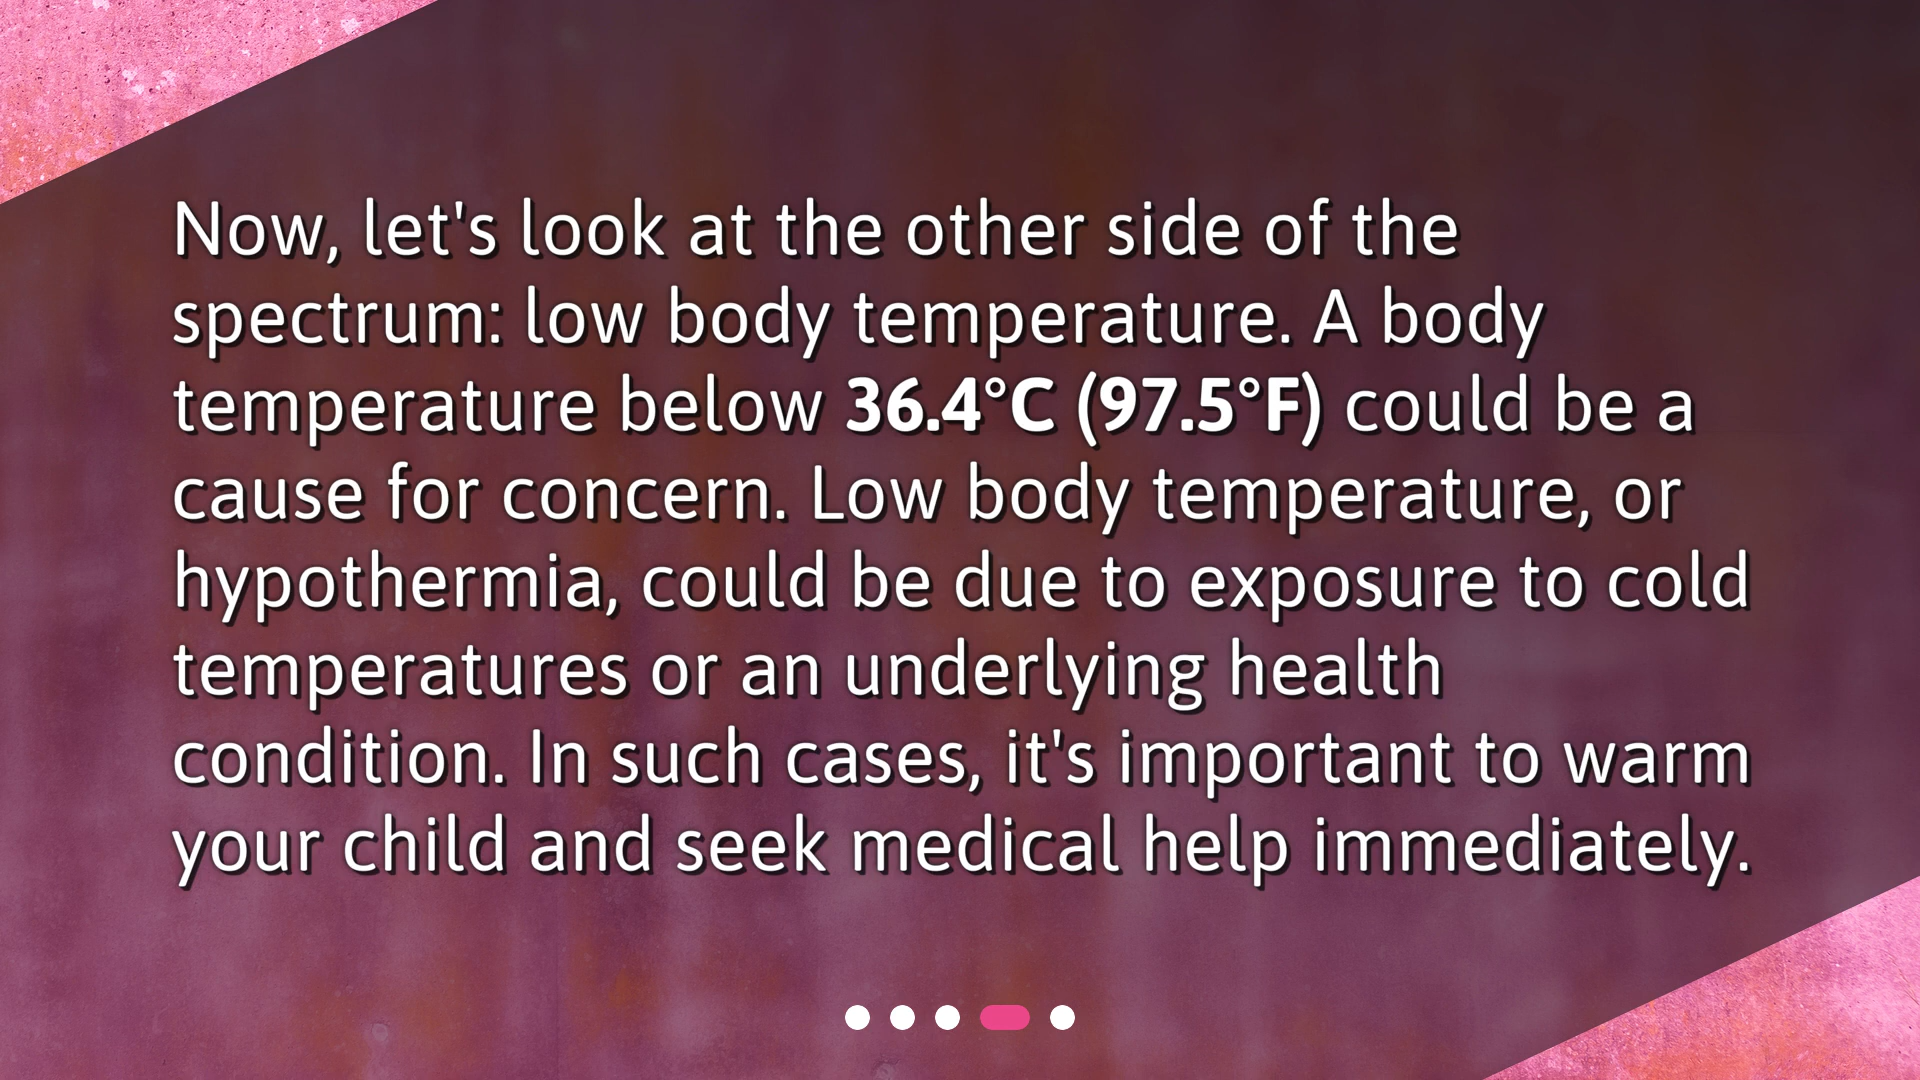 Now, let's look at the other side of the
spectrum: low body temperature. A body
temperature below 36.4°C (97.5°F) could be a
cause for concern. Low body temperature, or
hypothermia, could be due to exposure to cold
temperatures or an underlying health
condition. In such cases, it's important to warm
your child and seek medical help immediately.